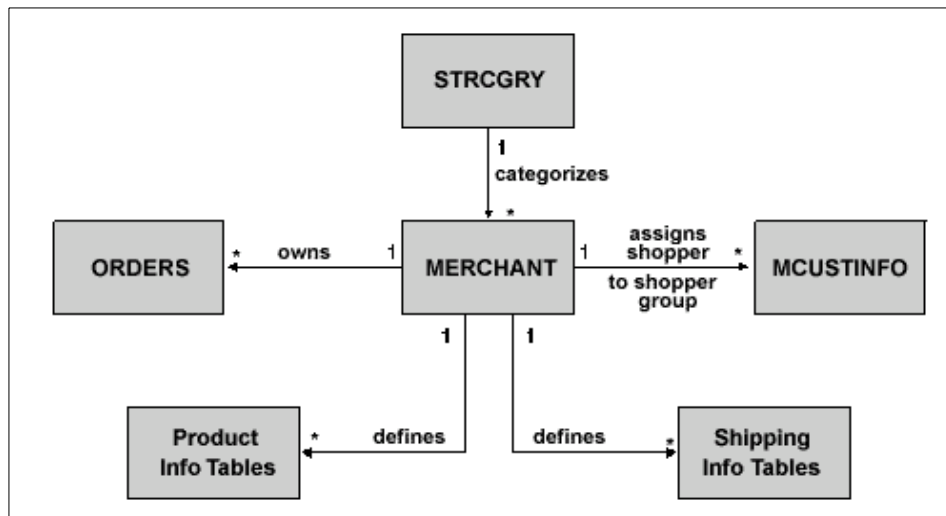 STRCGRY
1
categorizes
*
ORDERS
* owns 1
MERCHANT
1 assigns *
shopper
to shopper
group
MCUSTINFO
1
1
Product
Info Tables
* defines
defines *
Shipping
Info Tables